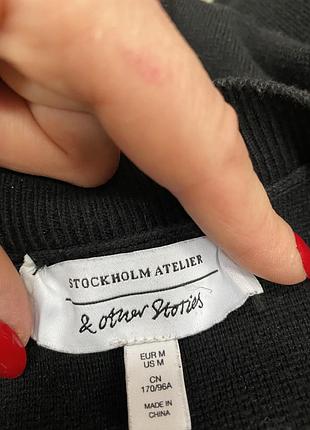 STOCKHOLM ATELIER
& other Stories
EUR M
US M
CN
170/96A
MADE IN
CHINA